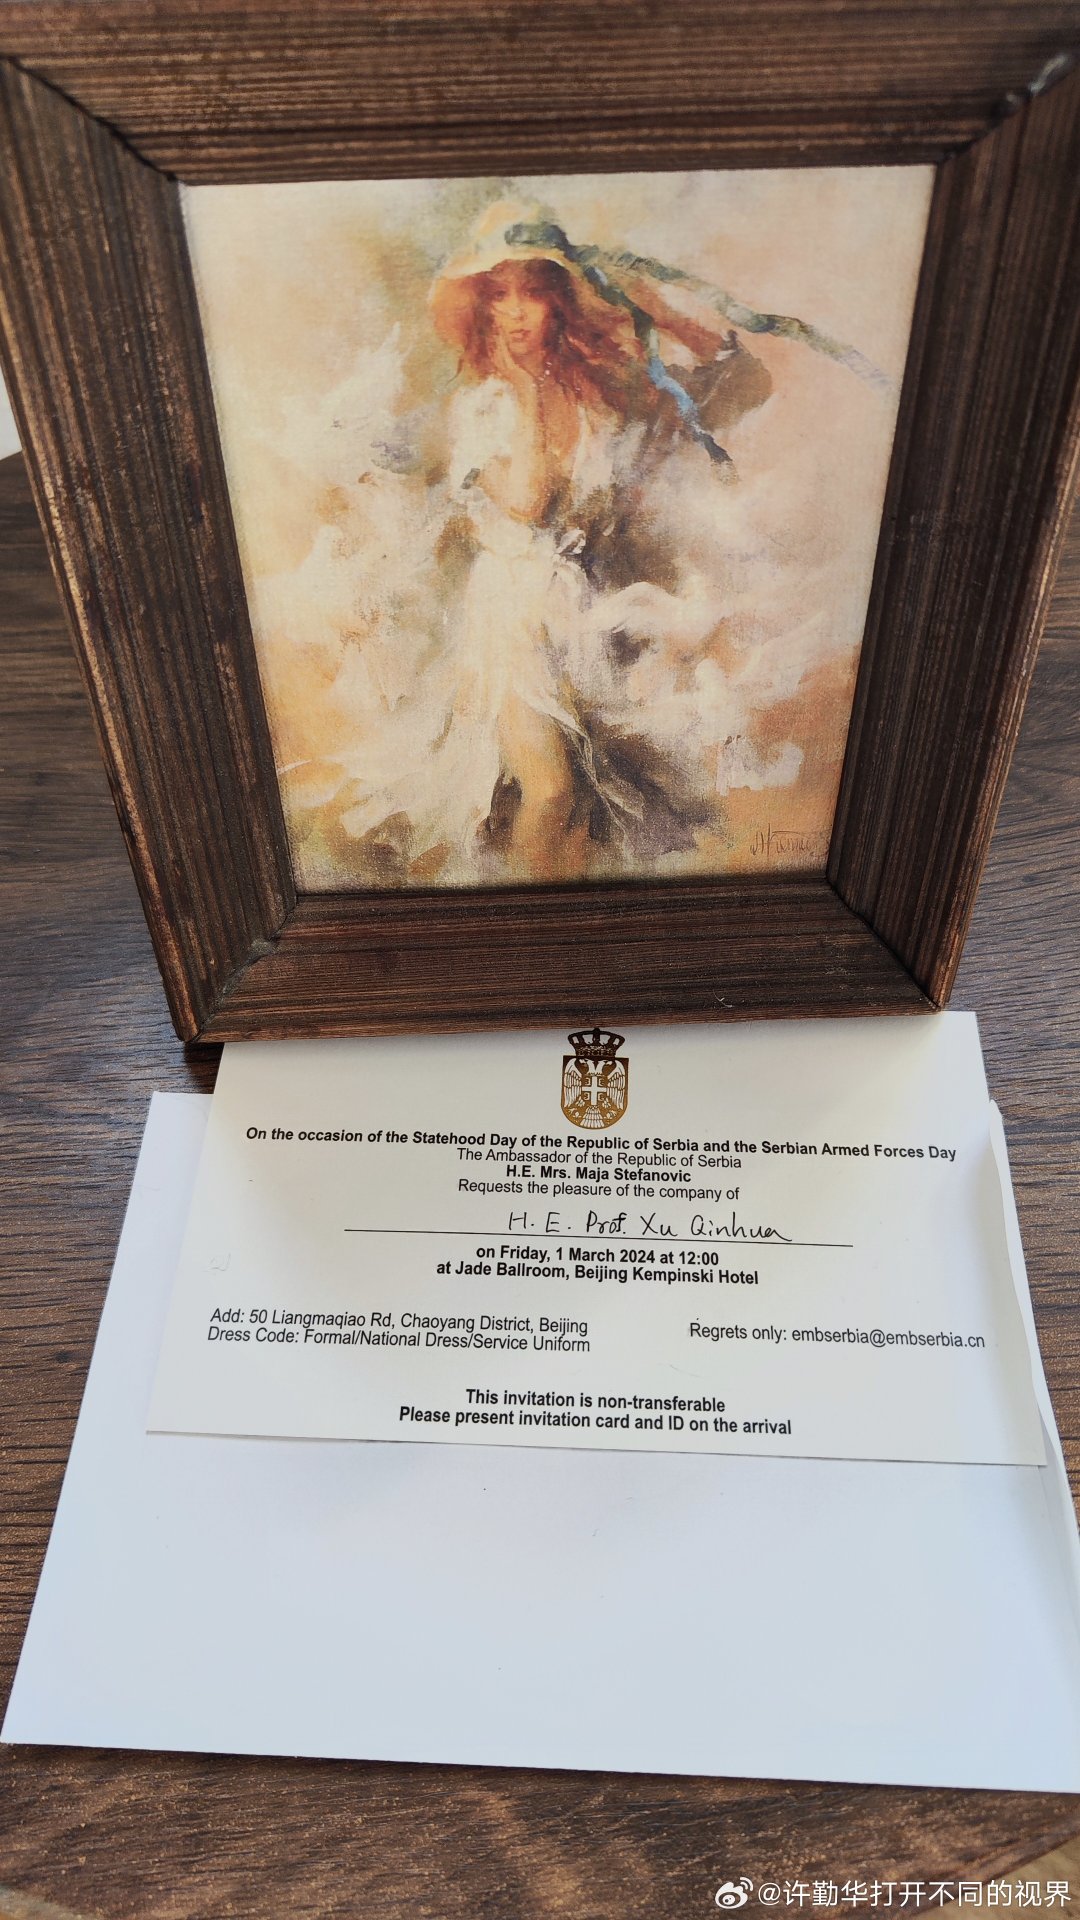 On the occasion of the Statehood Day of the Republic of Serbia and the Serbian Armed Forces Day
The Ambassador of the Republic of Serbia
H.E. Mrs. Maja Stefanovic
Requests the pleasure of the company of
H. E. Prof. Xu Qinhua
on Friday, 1 March 2024 at 12:00
at Jade Ballroom, Beijing Kempinski Hotel
Add: 50 Liangmaqiao Rd, Chaoyang District, Beijing
Dress Code: Formal/National Dress/Service Uniform
Regrets only: embserbia@embserbia.cn
This invitation is non-transferable
Please present invitation card and ID on the arrival
@许勤华打开不同的视界